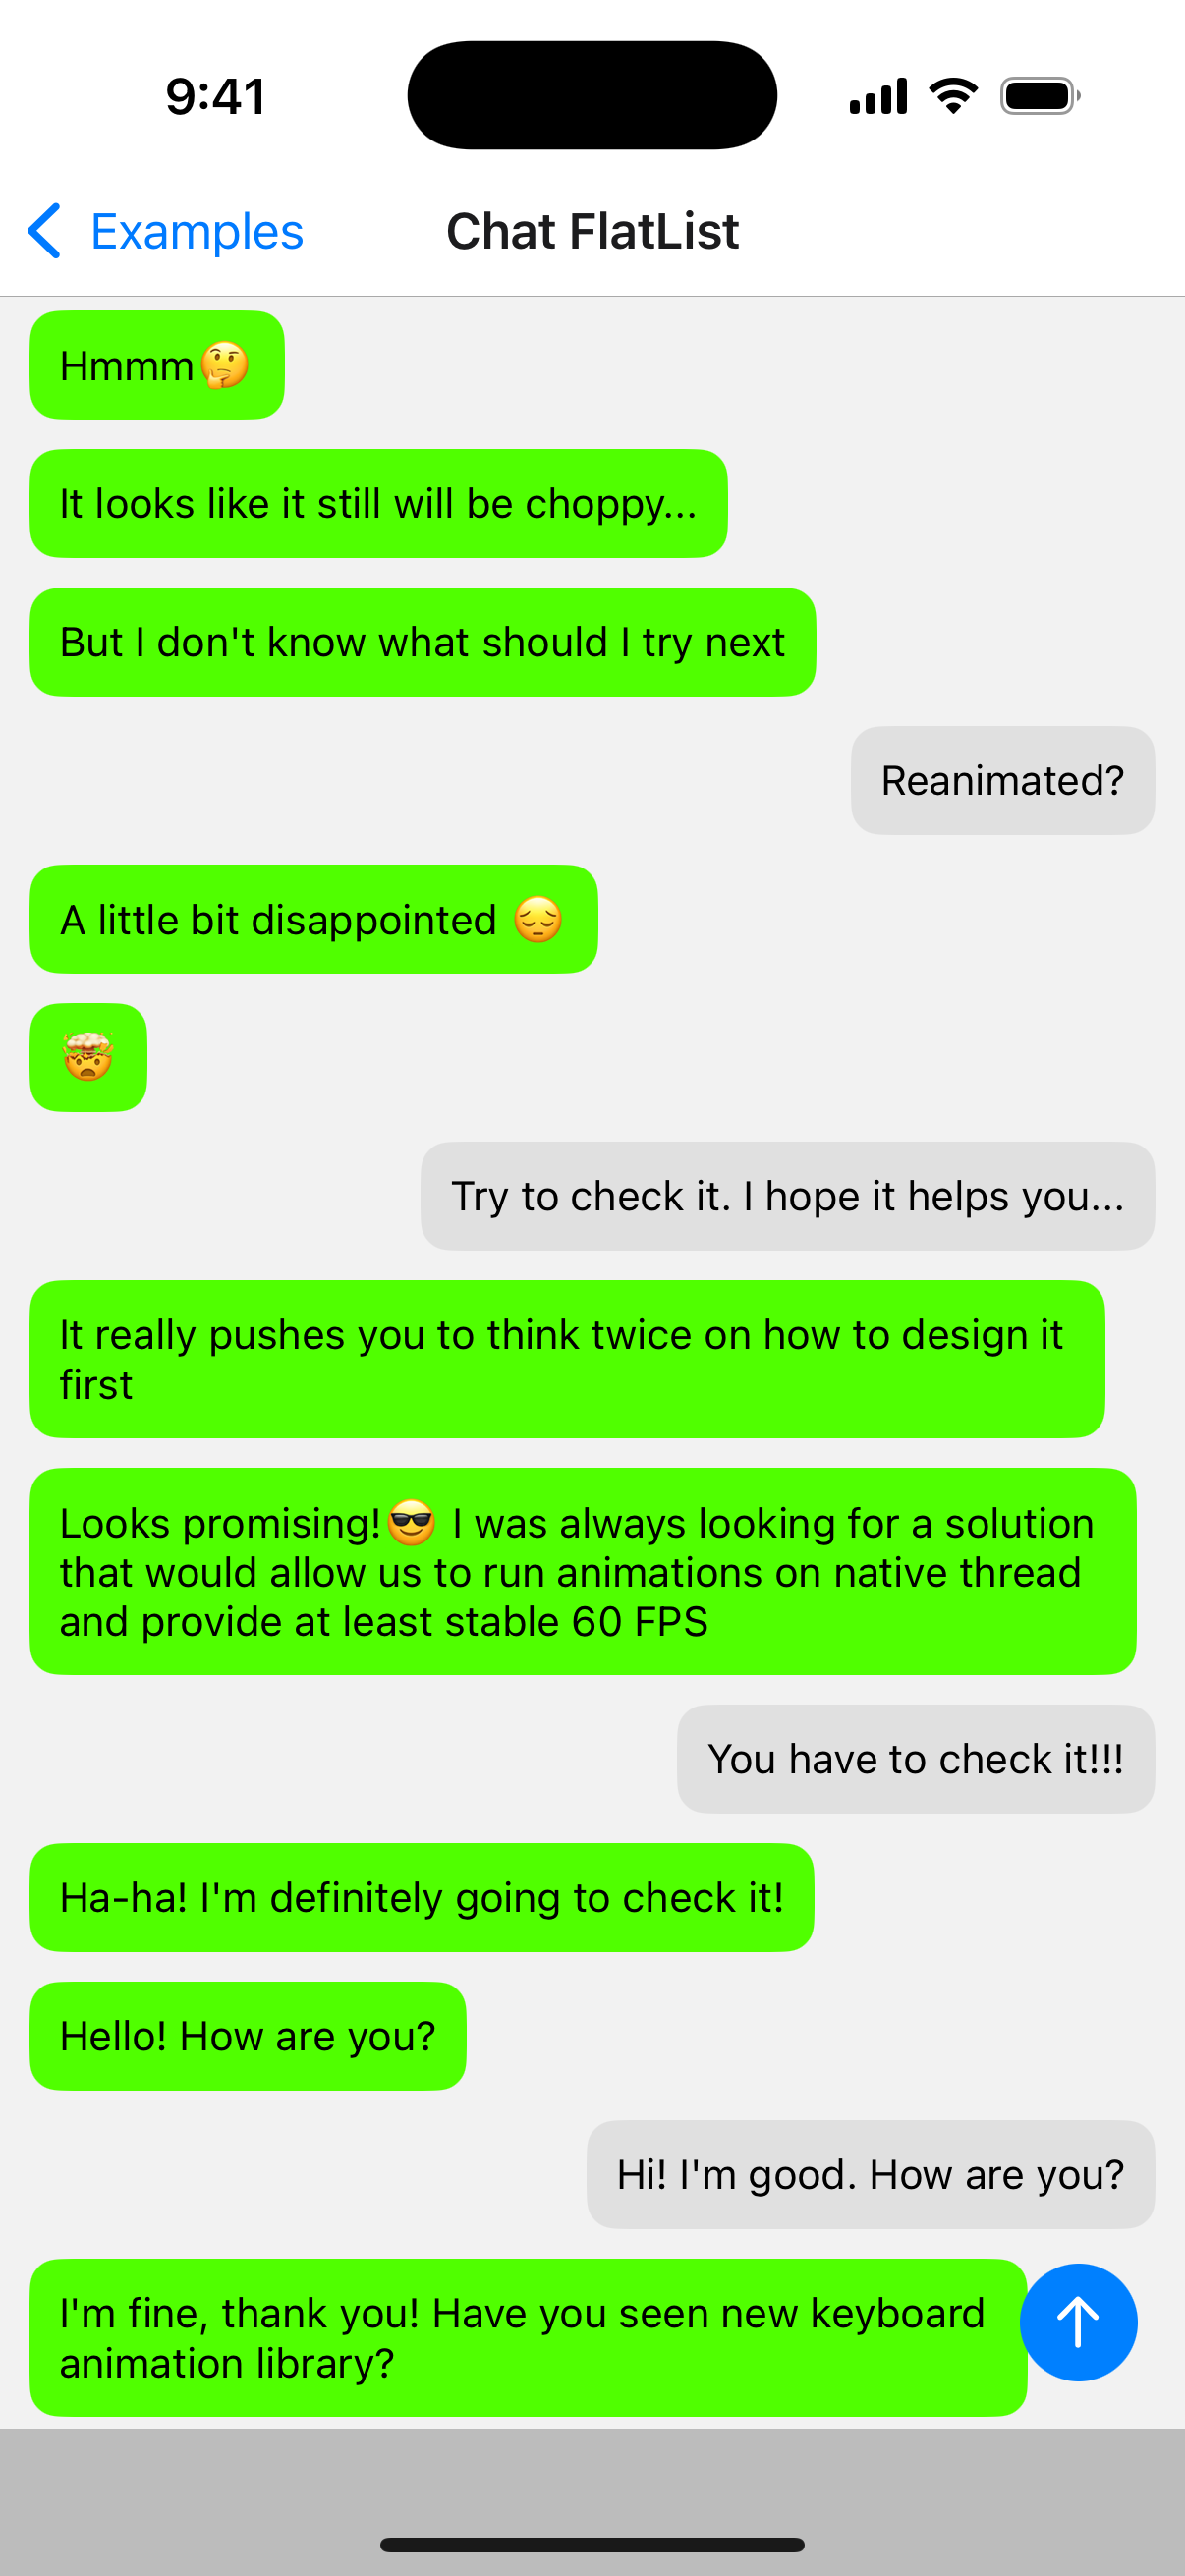 9:41
Examples
Chat FlatList
Hmmm🤔
It looks like it still will be choppy...
But I don't know what should I try next
Reanimated?
A little bit disappointed 😔
🤯
Try to check it. I hope it helps you...
It really pushes you to think twice on how to design it
first
Looks promising!😎 I was always looking for a solution
that would allow us to run animations on native thread
and provide at least stable 60 FPS
You have to check it!!!
Ha-ha! I'm definitely going to check it!
Hello! How are you?
Hi! I'm good. How are you?
I'm fine, thank you! Have you seen new keyboard
animation library?